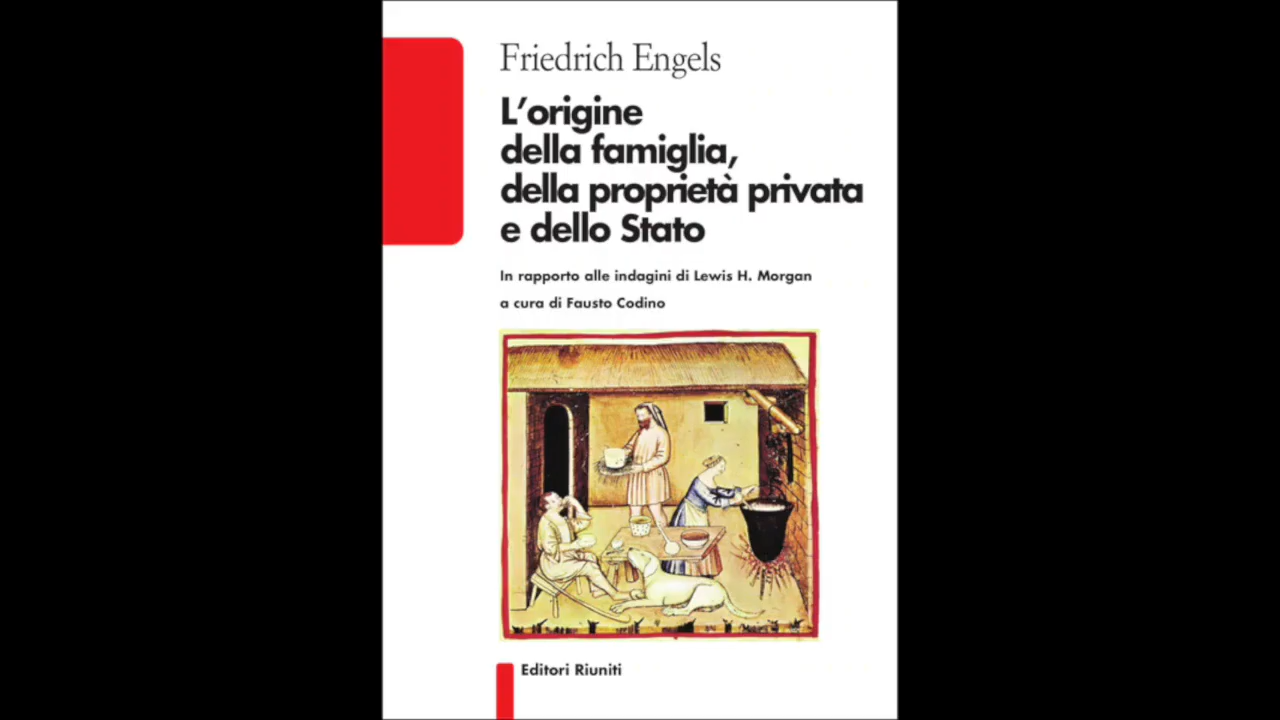 Friedrich Engels
L'origine
della famiglia,
della proprietà privata
e dello Stato
In rapporto alle indagini di Lewis H. Morgan
a cura di Fausto Codino
Editori Riuniti